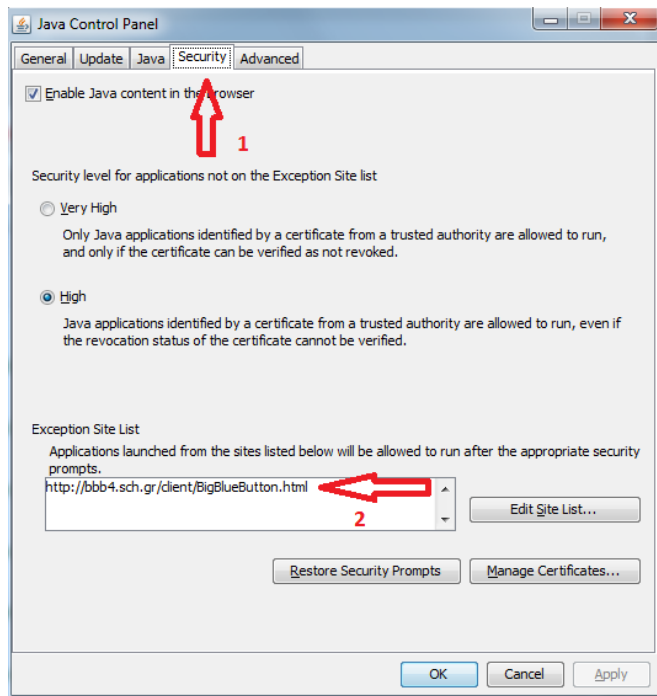 Java Control Panel
General Update Java Security Advanced
Enable Java content in the browser
1
Security level for applications not on the Exception Site list
Very High
Only Java applications identified by a certificate from a trusted authority are allowed to run,
and only if the certificate can be verified as not revoked.
High
Java applications identified by a certificate from a trusted authority are allowed to run, even if
the revocation status of the certificate cannot be verified.
Exception Site List
Applications launched from the sites listed below will be allowed to run after the appropriate security
prompts.
http://bbb4.sch.gr/client/BigBlueButton.html
2
Edit Site List...
Restore Security Prompts Manage Certificates...
OK Cancel Apply